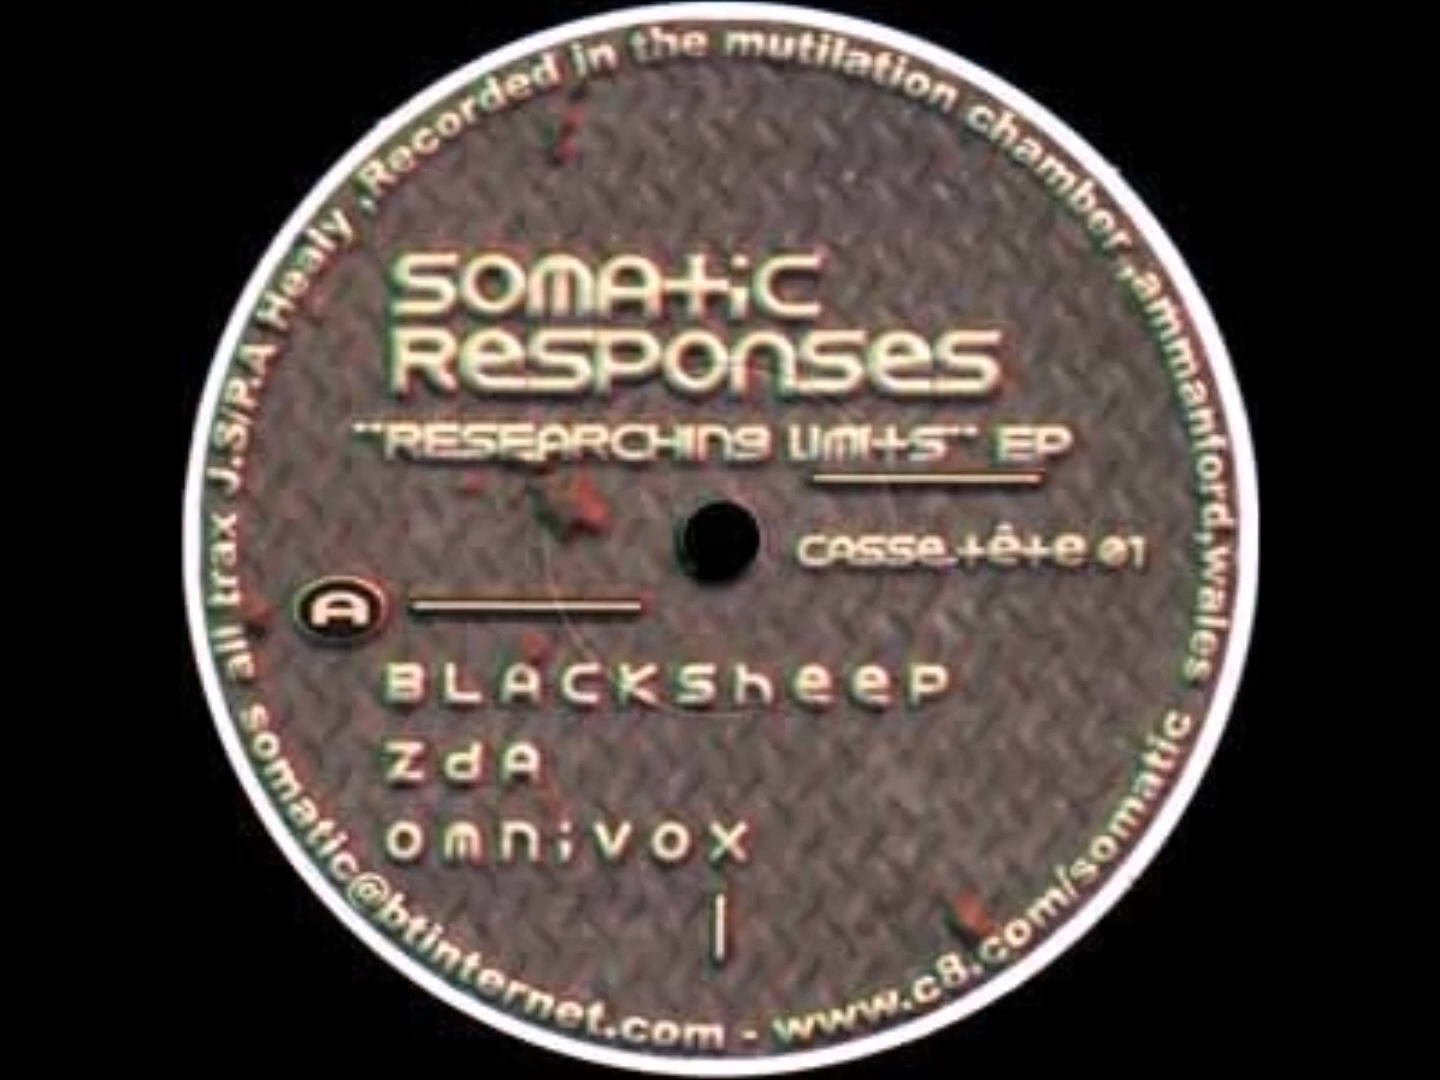 all trax J.S/P.A Healy ,Recorded in the mutilation chamber ,ammanford,wales
somatic Responses
"Researching Limits" EP
casse.tête 01
A
BLACKsheep
ZdA
omnivox
somatic@btinternet.com - www.c8.com/somatic